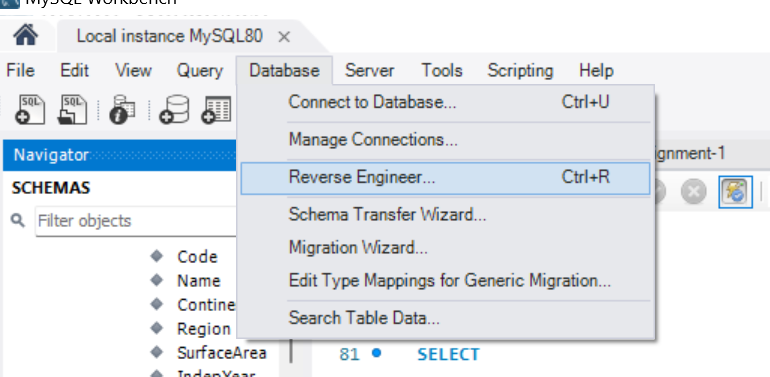 MySQL Workbench
Local instance MySQL80 ×
File Edit View Query Database Server Tools Scripting Help
SQL SQL
Connect to Database... Ctrl+U
Manage Connections...
Navigator
gnment-1
Reverse Engineer... Ctrl+R
SCHEMAS
Schema Transfer Wizard...
Filter objects
Migration Wizard...
Code
Edit Type Mappings for Generic Migration...
Name
Contine
Search Table Data...
Region
SurfaceArea
81 SELECT
IndepYear